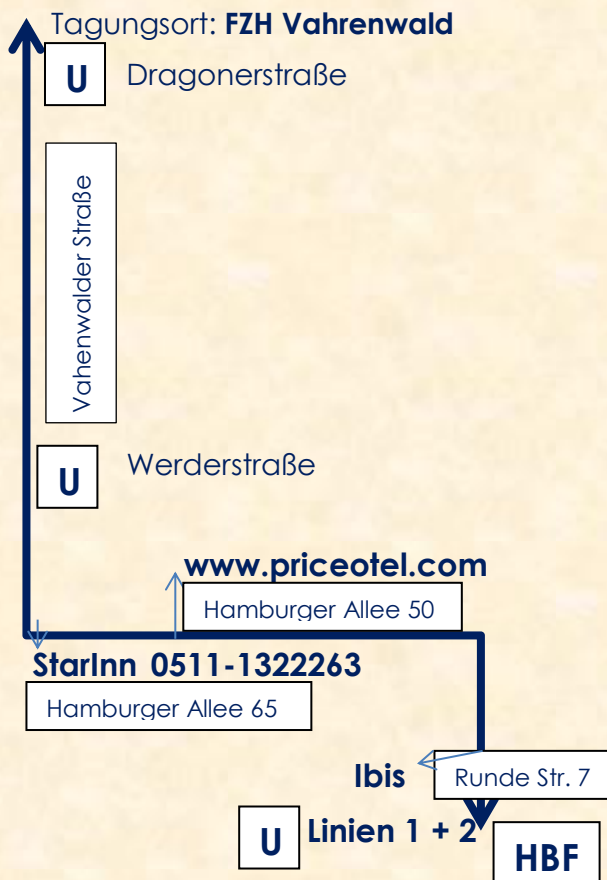 Tagungsort: FZH Vahrenwald
U Dragonerstraße
Vahenwalder Straße
U Werderstraße
www.priceotel.com
Hamburger Allee 50
StarInn 0511-1322263
Hamburger Allee 65
Ibis
Runde Str. 7
U Linien 1 + 2
HBF